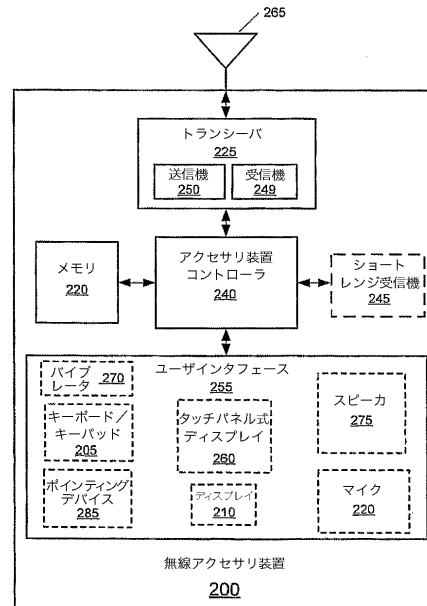 265
トランシーバ
225
送信機
250
受信機
249
メモリ
220
アクセサリ装置
コントローラ
240
ショート
レンジ受信機
245
ユーザインタフェース
255
バイブ
レータ 270
キーボード／
キーパッド
205
ポインティング
デバイス
285
タッチパネル式
ディスプレイ
260
ディスプレイ
210
スピーカ
275
マイク
220
無線アクセサリ装置
200